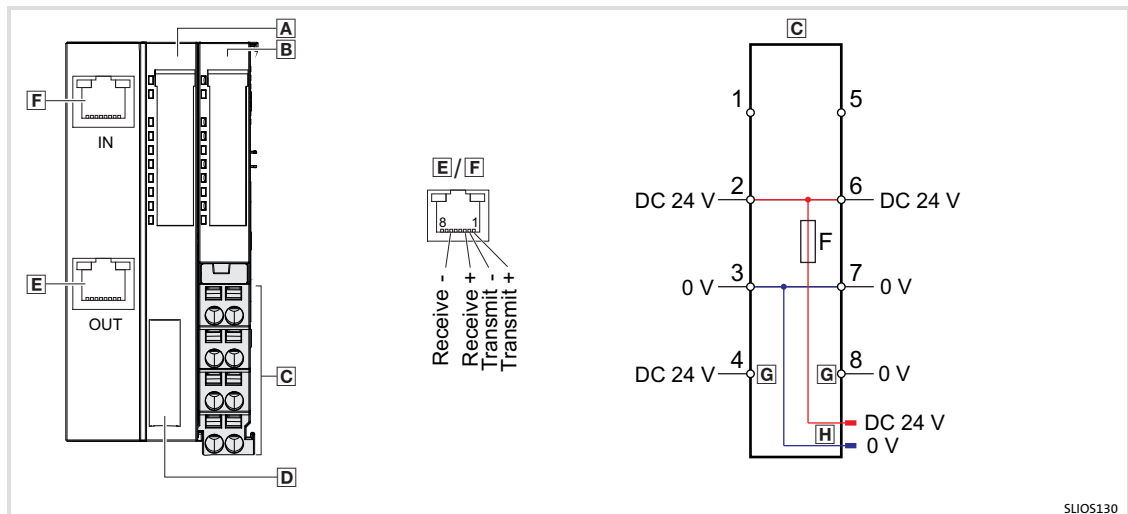 A
B
F
IN
E
OUT
C
D
E / F
8 1
Receive -
Receive +
Transmit -
Transmit +
C
1 5
DC 24 V 2 6 DC 24 V
F
0 V 3 7 0 V
DC 24 V 4 G G 8 0 V
DC 24 V
H
0 V
SLIOS130